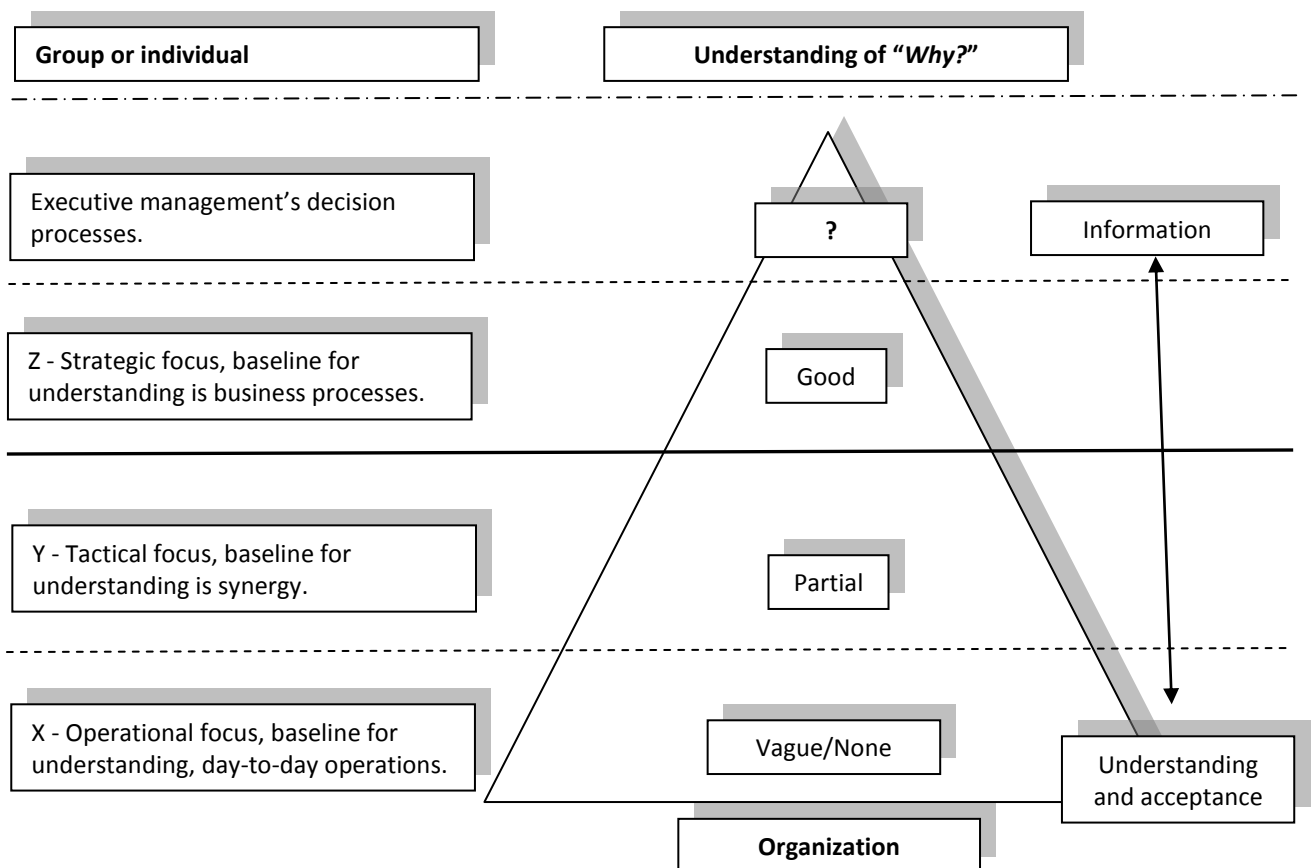 Group or individual
Understanding of “Why?”
Executive management’s decision
processes.
?
Information
Z - Strategic focus, baseline for
understanding is business processes.
Good
Y - Tactical focus, baseline for
understanding is synergy.
Partial
X - Operational focus, baseline for
understanding, day-to-day operations.
Vague/None
Understanding
and acceptance
Organization